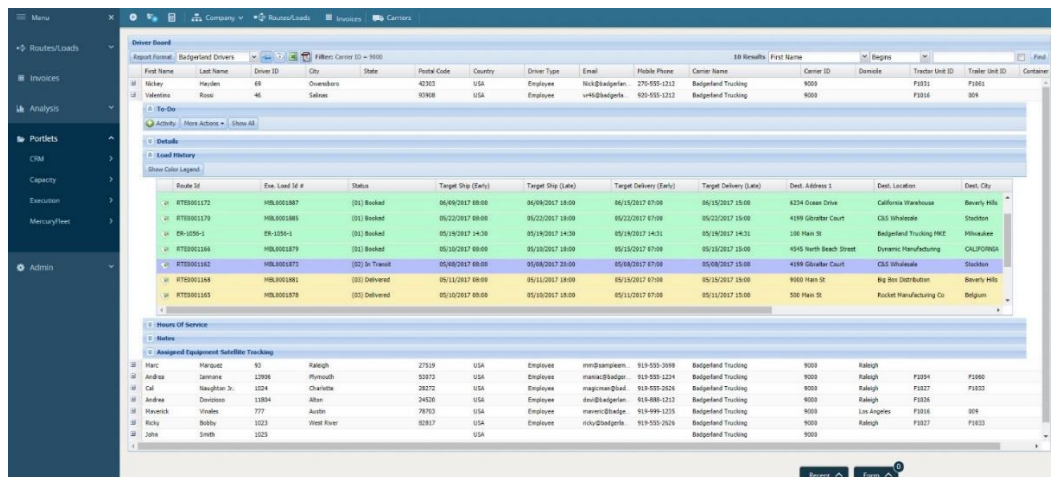 Menu × Company Routes/Loads Invoices Carriers
Routes/Loads
Invoices
Analysis
Portlets
CRM
Capacity
Execution
MercuryFleet
Admin
Driver Board
Report Format Badgerland Drivers Filter: Carrier ID = 9000 10 Results First Name Begins Find
First Name Last Name Driver ID City State Postal Code Country Driver Type Email Mobile Phone Carrier Name Carrier ID Domicile Tractor Unit ID Trailer Unit ID Container
Nickey Hayden 69 Owensboro 42303 USA Employee Nick@badgerlan... 270-555-1212 Badgerland Trucking 9000 F1031 F1061
Valentino Rossi 46 Salinas 93908 USA Employee vr46@badgerlan... 920-555-1212 Badgerland Trucking 9000 F1016 009
To-Do
Activity More Actions Show All
Details
Load History
Show Color Legend
Route Id Exe. Load Id # Status Target Ship (Early) Target Ship (Late) Target Delivery (Early) Target Delivery (Late) Dest. Address 1 Dest. Location Dest. City
RTE0001172 MBL0001887 (01) Booked 06/09/2017 08:00 06/09/2017 18:00 06/15/2017 07:00 06/15/2017 15:00 6234 Ocean Drive California Warehouse Beverly Hills
RTE0001170 MBL0001885 (01) Booked 05/22/2017 08:00 05/22/2017 18:00 05/22/2017 07:00 05/22/2017 15:00 4199 Gibraltar Court C&S Wholesale Stockton
ER-1056-1 ER-1056-1 (01) Booked 05/19/2017 14:30 05/19/2017 14:30 05/19/2017 14:31 05/19/2017 14:31 100 Main St Badgerland Trucking MKE Milwaukee
RTE0001166 MBL0001879 (01) Booked 05/10/2017 08:00 05/10/2017 18:00 05/15/2017 07:00 05/15/2017 15:00 4545 North Beach Street Dynamic Manufacturing CALIFORNIA
RTE0001162 MBL0001873 (02) In Transit 05/08/2017 08:00 05/08/2017 20:00 05/08/2017 07:00 05/08/2017 15:00 4199 Gibraltar Court C&S Wholesale Stockton
RTE0001168 MBL0001881 (03) Delivered 05/11/2017 08:00 05/11/2017 18:00 05/15/2017 07:00 05/15/2017 15:00 9000 Main St Big Box Distribution Beverly Hills
RTE0001165 MBL0001878 (03) Delivered 05/10/2017 08:00 05/10/2017 18:00 05/11/2017 07:00 05/11/2017 15:00 500 Main St Rocket Manufacturing Co Belgium
Hours Of Service
Notes
Assigned Equipment Satellite Tracking
Marc Marquez 93 Raleigh 27519 USA Employee 919-555-3698 Badgerland Trucking 9000 Raleigh
Andrea Iannone 13906 Plymouth 53073 USA Employee maniac@badger... 919-555-1234 Badgerland Trucking 9000 Raleigh F1054 F1060
Cal Naughton Jr. 1024 Charlotte 28272 USA Employee magicman@bad... 919-555-2626 Badgerland Trucking 9000 Raleigh F1027 F1033
Andrea Dovizioso 11804 Alton 24520 USA Employee dovi@badgerlan... 919-888-1212 Badgerland Trucking 9000 Raleigh F1026
Maverick Vinales 777 Austin 78703 USA Employee maveric@badge... 919-999-1235 Badgerland Trucking 9000 Los Angeles F1016 009
Ricky Bobby 1023 West River 82817 USA Employee ricky@badgerla... 919-555-2626 Badgerland Trucking 9000 Raleigh F1027 F1033
John Smith 1025 USA Badgerland Trucking 9000
Recent Form 0